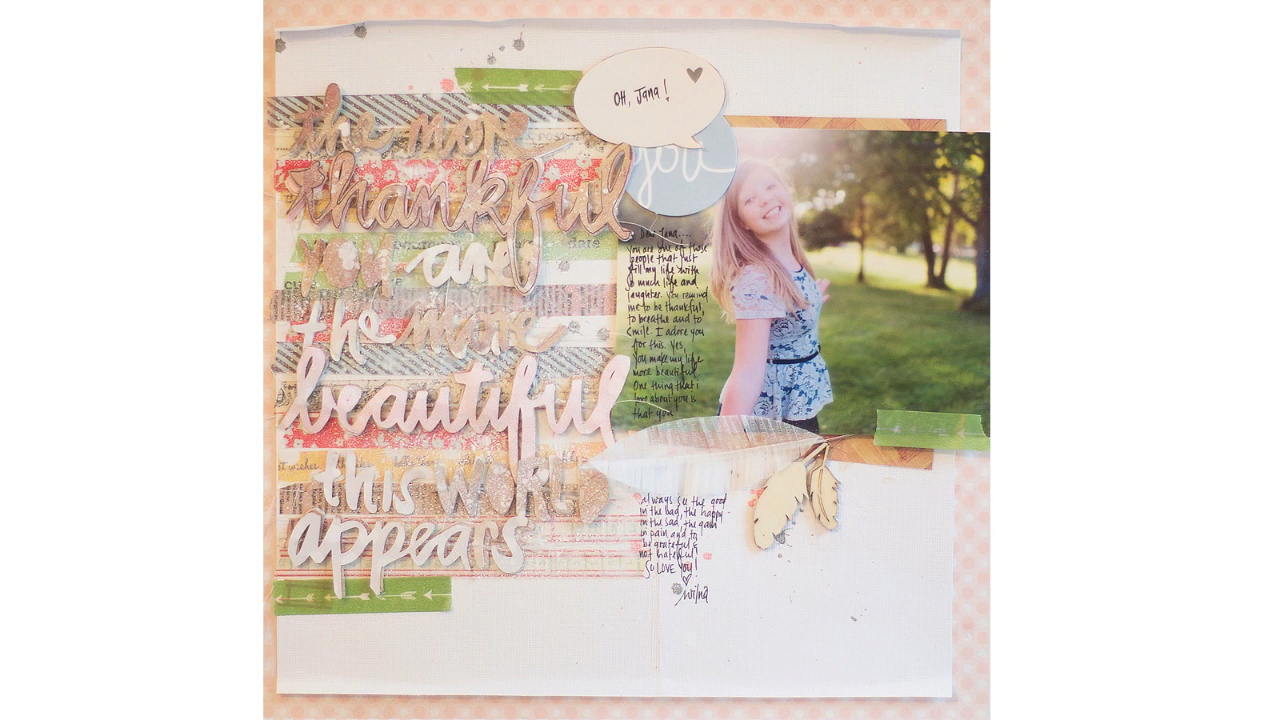 OH, Jana!
you
the more
thankful
you are
the more
beautiful
this WORLD
appears
date
Dear Jana....
you are one of those
people that just
fill my life with
so much life and
laughter. You remind
me to be thankful,
to breathe and to
smile. I adore you
for this. Yes,
you make my life
more beautiful.
One thing that i
love about you is
that you
always see the good
in the bad, the happy
in the sad, the gain
in pain and to
be grateful &
not hateful!
So LOVE you!
Wilna